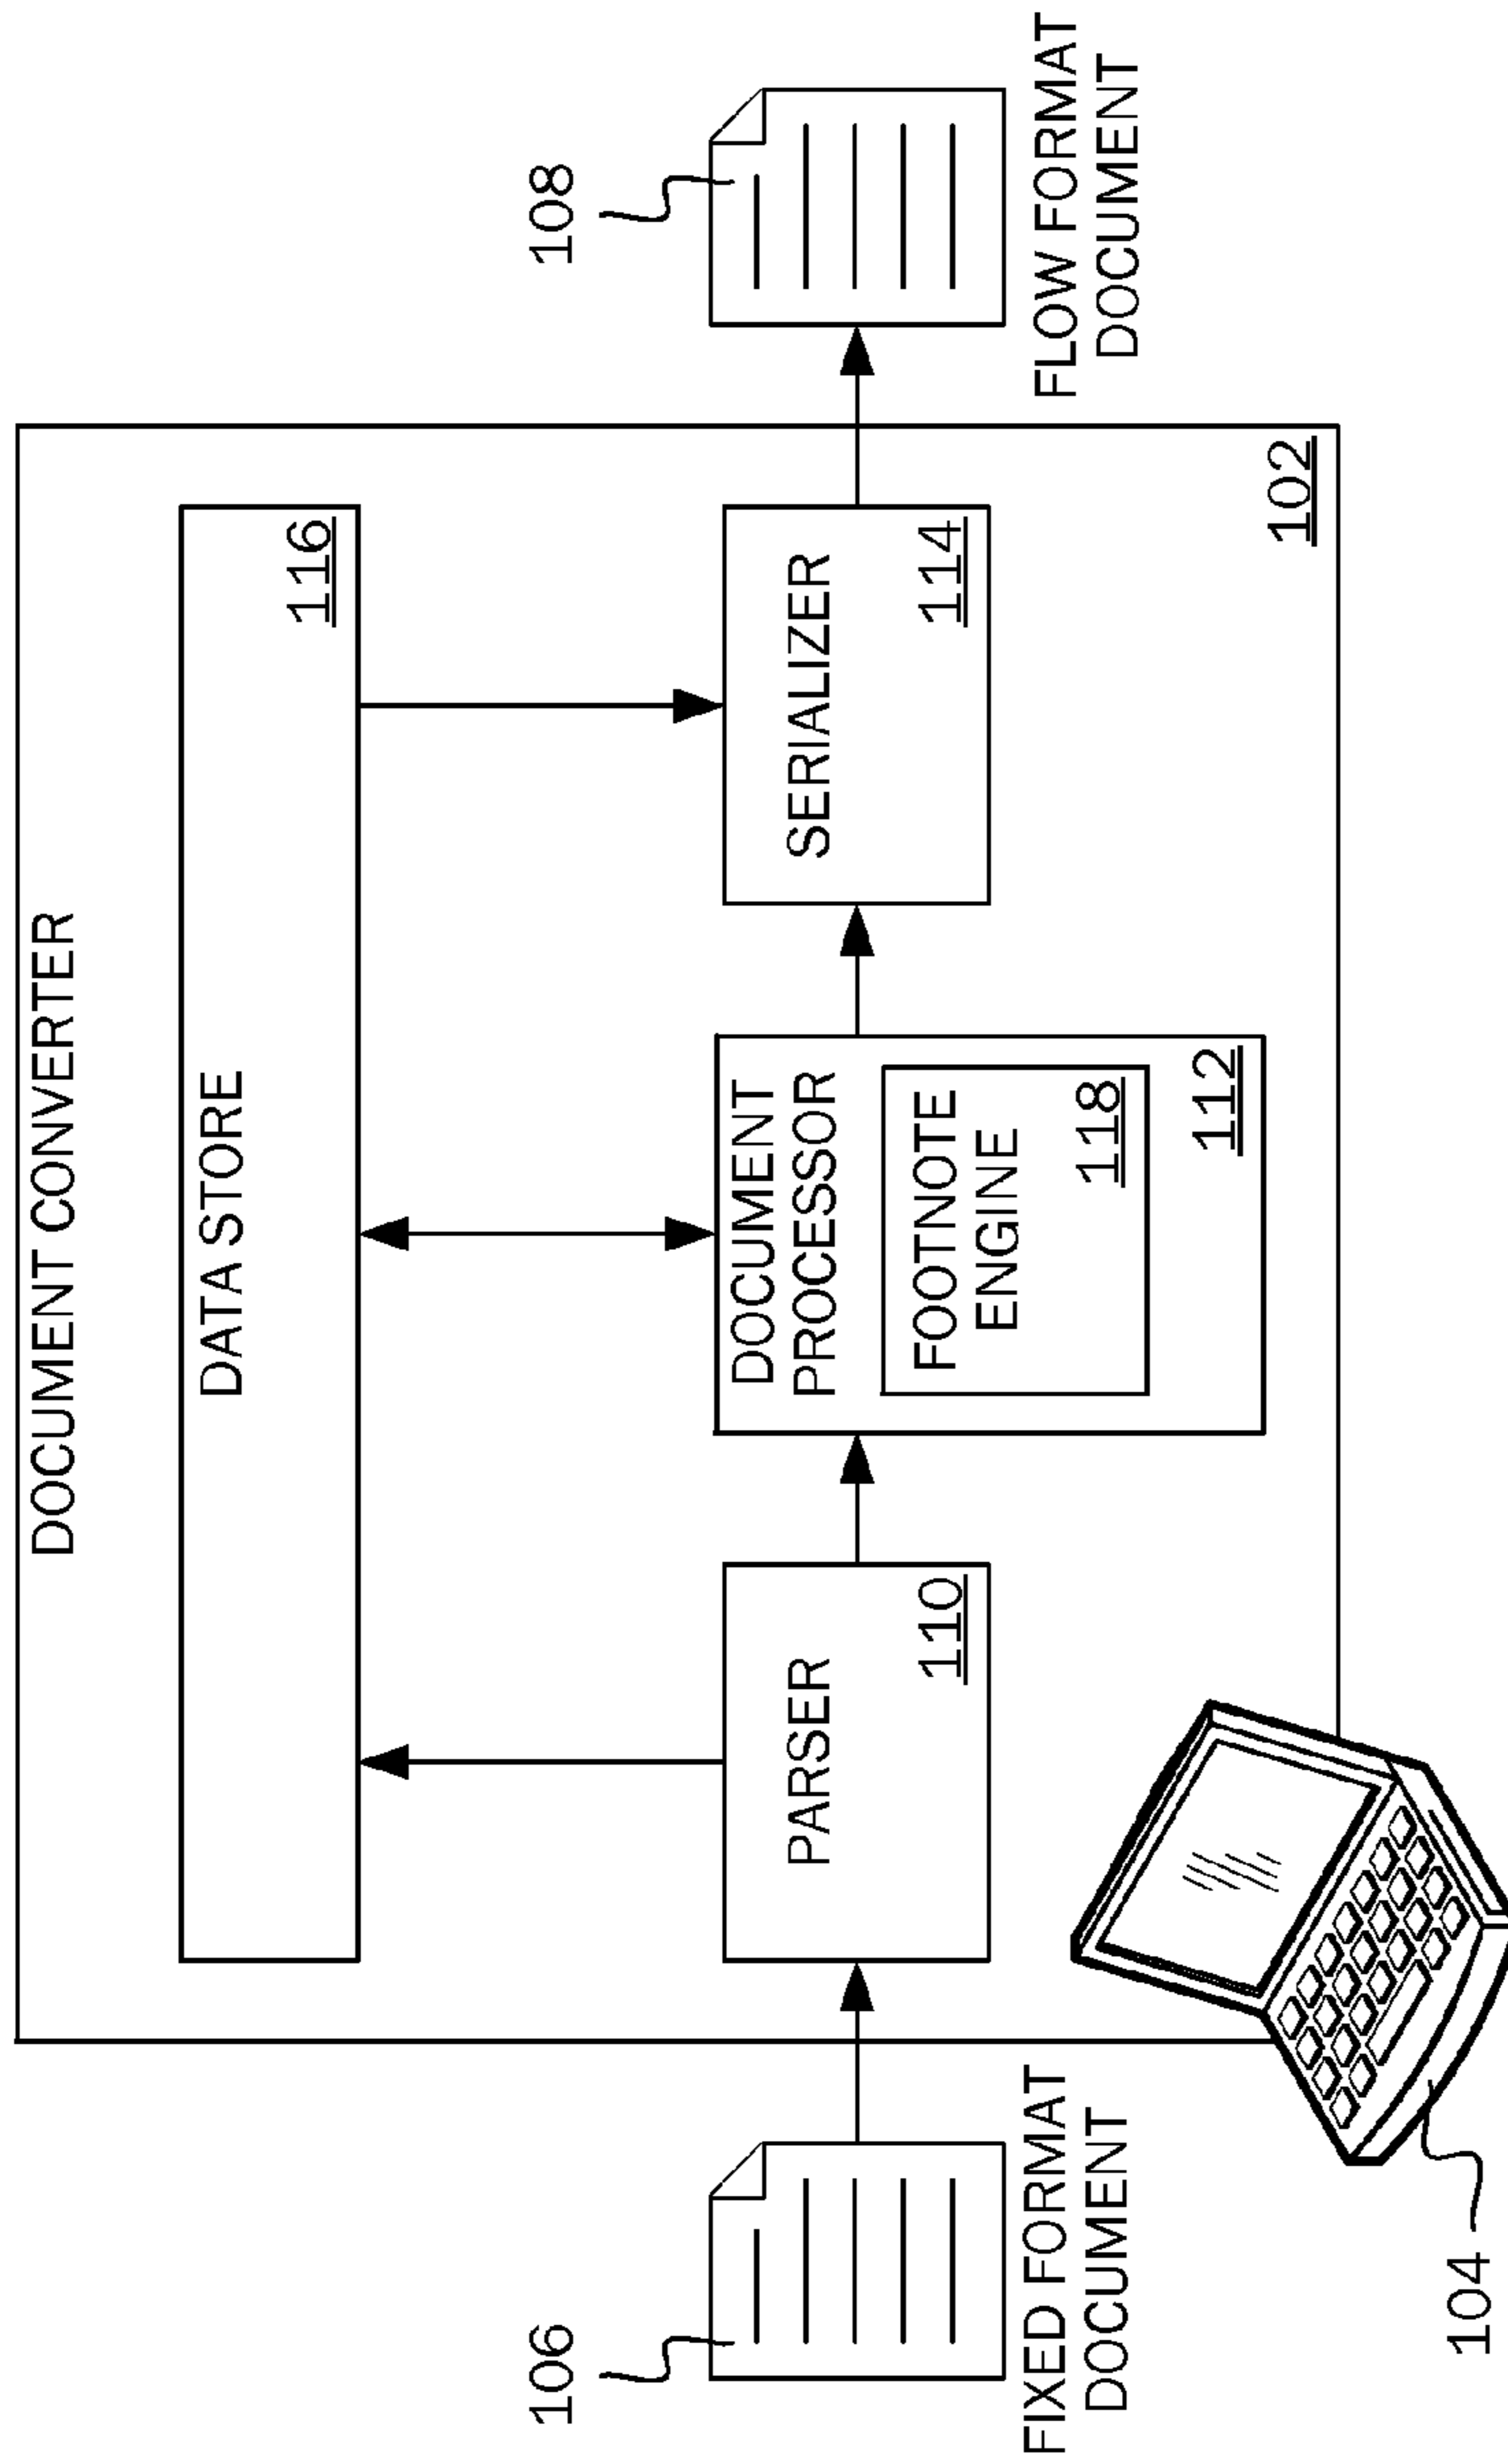 DOCUMENT CONVERTER
DATA STORE
116
106
108
PARSER
110
DOCUMENT
PROCESSOR
FOOTNOTE
ENGINE
118
112
SERIALIZER
114
FIXED FORMAT
DOCUMENT
FLOW FORMAT
DOCUMENT
102
104